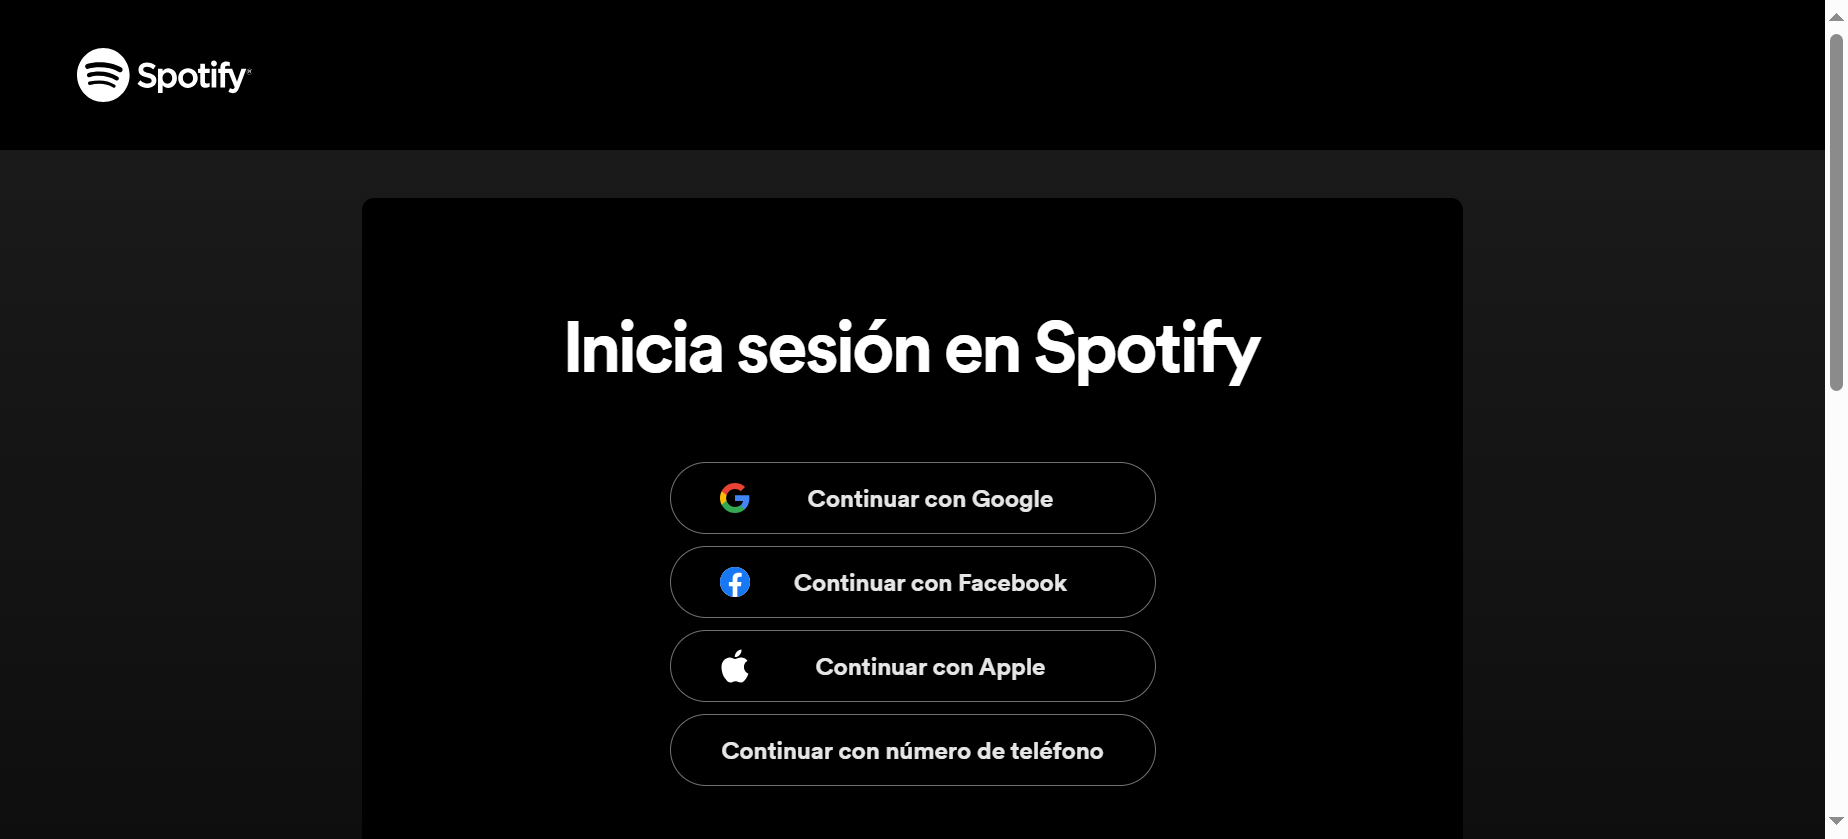 Spotify
Inicia sesión en Spotify
Continuar con Google
Continuar con Facebook
Continuar con Apple
Continuar con número de teléfono